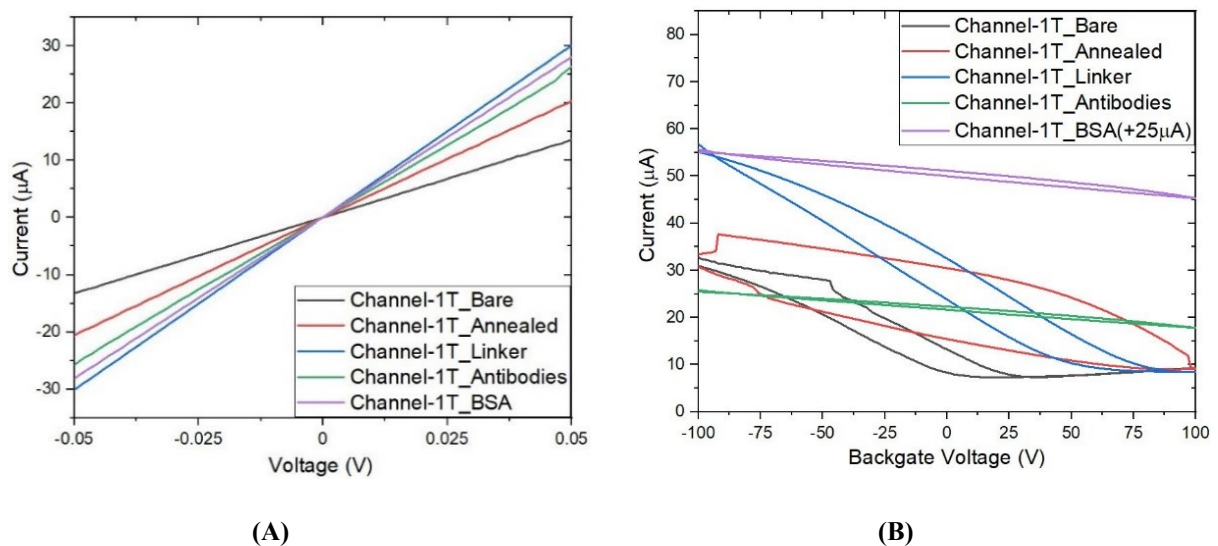 30
20
10
0
-10
-20
-30
Current (μA)
-0.05
-0.025
0
0.025
0.05
Voltage (V)
Channel-1T_Bare
Channel-1T_Annealed
Channel-1T_Linker
Channel-1T_Antibodies
Channel-1T_BSA
(A)
80
70
60
50
40
30
20
10
0
Current (μA)
-100
-75
-50
-25
0
25
50
75
100
Backgate Voltage (V)
Channel-1T_Bare
Channel-1T_Annealed
Channel-1T_Linker
Channel-1T_Antibodies
Channel-1T_BSA(+25μA)
(B)